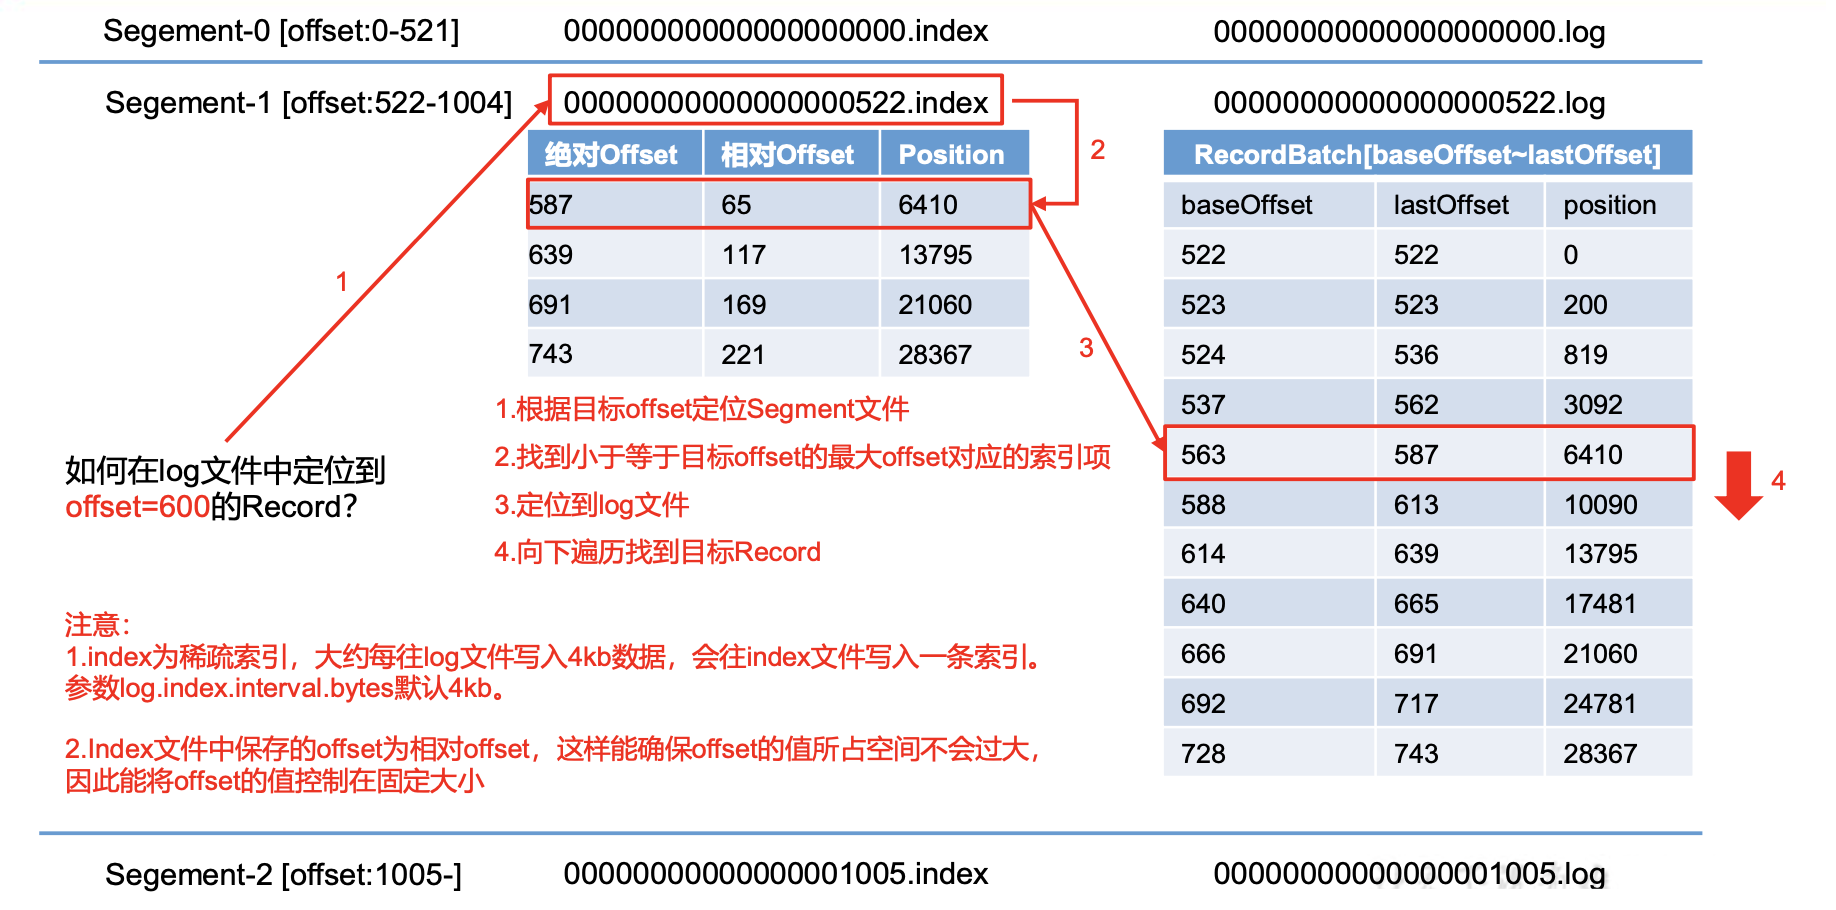 Segement-0 [offset:0-521] 00000000000000000000.index 00000000000000000000.log
Segement-1 [offset:522-1004] 00000000000000000522.index 00000000000000000522.log
绝对Offset 相对Offset Position
587 65 6410
639 117 13795
691 169 21060
743 221 28367
RecordBatch[baseOffset~lastOffset]
baseOffset lastOffset position
522 522 0
523 523 200
524 536 819
537 562 3092
563 587 6410
588 613 10090
614 639 13795
640 665 17481
666 691 21060
692 717 24781
728 743 28367
1
2
3
4
如何在log文件中定位到
offset=600的Record？
1.根据目标offset定位Segment文件
2.找到小于等于目标offset的最大offset对应的索引项
3.定位到log文件
4.向下遍历找到目标Record
注意：
1.index为稀疏索引，大约每往log文件写入4kb数据，会往index文件写入一条索引。
参数log.index.interval.bytes默认4kb。
2.Index文件中保存的offset为相对offset，这样能确保offset的值所占空间不会过大，
因此能将offset的值控制在固定大小
Segement-2 [offset:1005-] 00000000000000001005.index 00000000000000001005.log